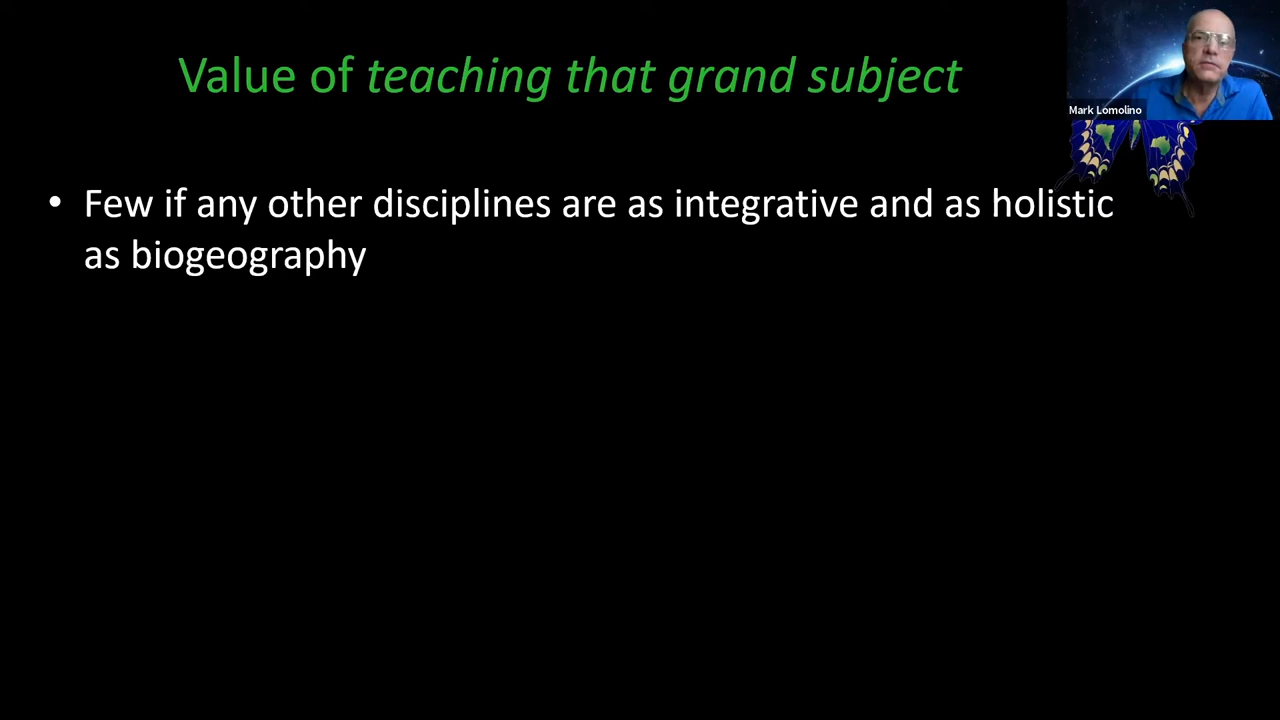 Value of teaching that grand subject
Mark Lomolino
• Few if any other disciplines are as integrative and as holistic
as biogeography